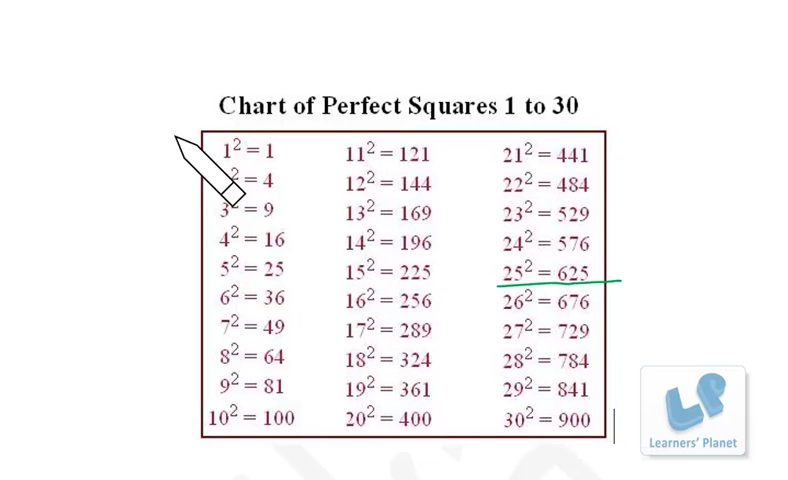 Chart of Perfect Squares 1 to 30
1² = 1
² = 4
3² = 9
4² = 16
5² = 25
6² = 36
7² = 49
8² = 64
9² = 81
10² = 100
11² = 121
12² = 144
13² = 169
14² = 196
15² = 225
16² = 256
17² = 289
18² = 324
19² = 361
20² = 400
21² = 441
22² = 484
23² = 529
24² = 576
25² = 625
26² = 676
27² = 729
28² = 784
29² = 841
30² = 900
LP
Learners' Planet